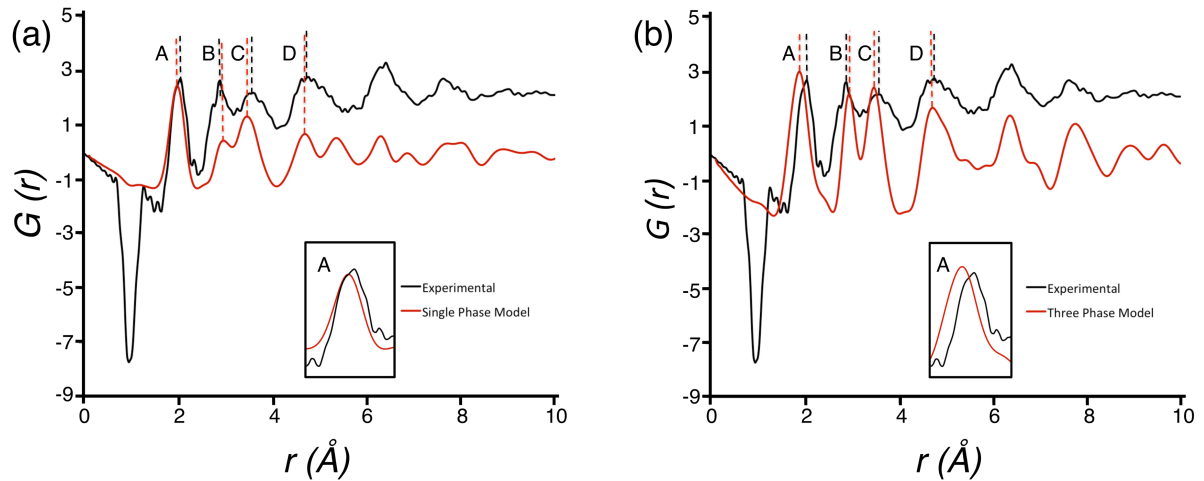 (a)
5
3
1
-1
-3
-5
-7
-9
G (r)
A
B
C
D
A
Experimental
Single Phase Model
0
2
4
6
8
10
r (Å)
(b)
5
3
1
-1
-3
-5
-7
-9
G (r)
A
B
C
D
A
Experimental
Three Phase Model
0
2
4
6
8
10
r (Å)